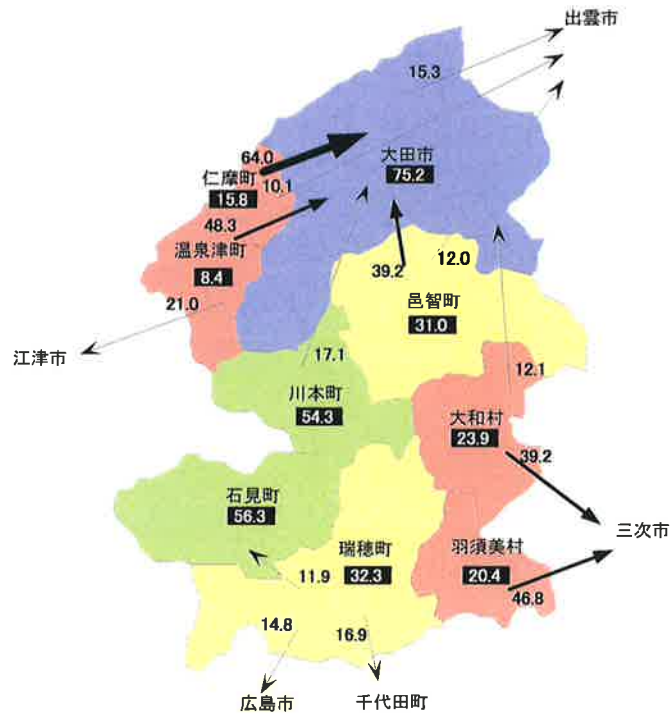 出雲市
15.3
64.0
大田市
75.2
仁摩町
10.1
15.8
48.3
温泉津町
8.4
39.2
12.0
邑智町
31.0
21.0
江津市
17.1
12.1
川本町
54.3
大和村
23.9
39.2
石見町
56.3
三次市
瑞穂町
32.3
羽須美村
20.4
11.9
46.8
14.8
16.9
広島市
千代田町